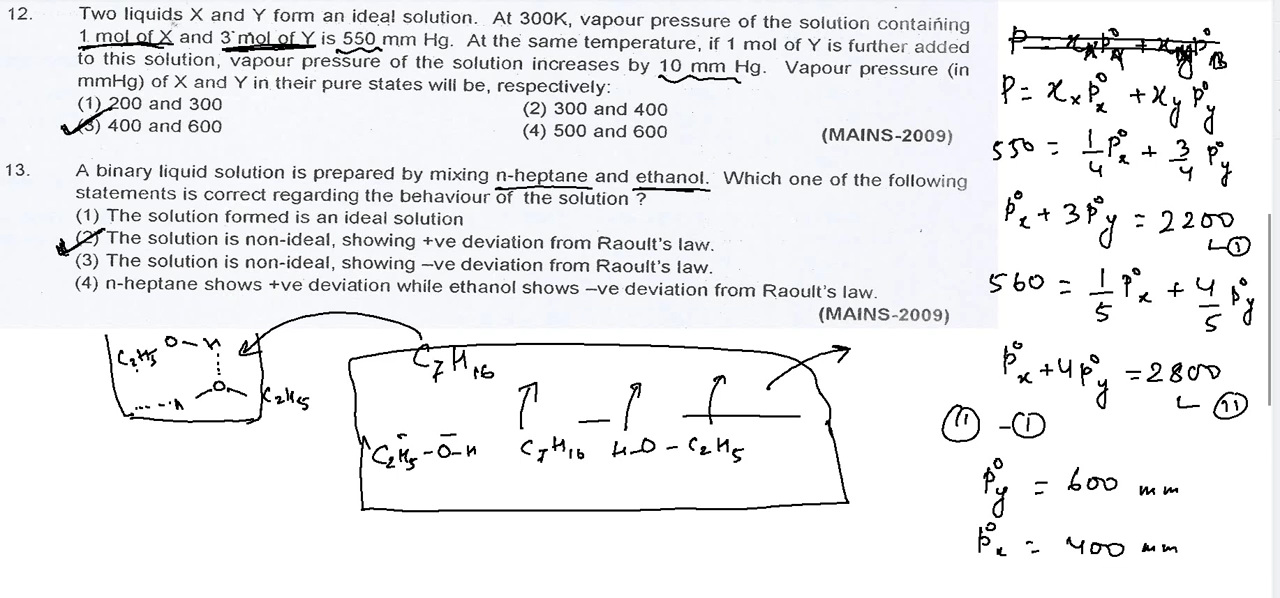 12. Two liquids X and Y form an ideal solution. At 300K, vapour pressure of the solution containing
1 mol of X and 3 mol of Y is 550 mm Hg. At the same temperature, if 1 mol of Y is further added
to this solution, vapour pressure of the solution increases by 10 mm Hg. Vapour pressure (in
mmHg) of X and Y in their pure states will be, respectively:
(1) 200 and 300 (2) 300 and 400
(3) 400 and 600 (4) 500 and 600 (MAINS-2009)
13. A binary liquid solution is prepared by mixing n-heptane and ethanol. Which one of the following
statements is correct regarding the behaviour of the solution ?
(1) The solution formed is an ideal solution
(2) The solution is non-ideal, showing +ve deviation from Raoult's law.
(3) The solution is non-ideal, showing –ve deviation from Raoult's law.
(4) n-heptane shows +ve deviation while ethanol shows –ve deviation from Raoult's law.
(MAINS-2009)
P = x_x p°_x + x_y p°_y
550 = 1/4 p°_x + 3/4 p°_y
p°_x + 3p°_y = 2200
①
560 = 1/5 p°_x + 4/5 p°_y
p°_x + 4p°_y = 2800
⑪
⑪ - ①
p°_y = 600 mm
p°_x = 400 mm
C₂H₅ O-H
O C₂H₅
C₇H₁₆
C₂H₅-O-H C₇H₁₆ H-O-C₂H₅